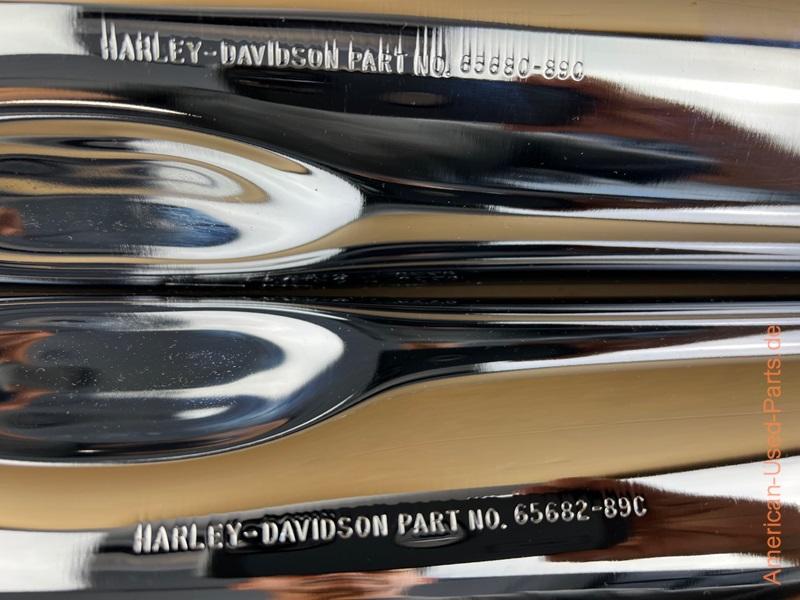 HARLEY-DAVIDSON PART NO. 65680-89C
HARLEY-DAVIDSON PART NO. 65682-89C
American-Used-Parts.de